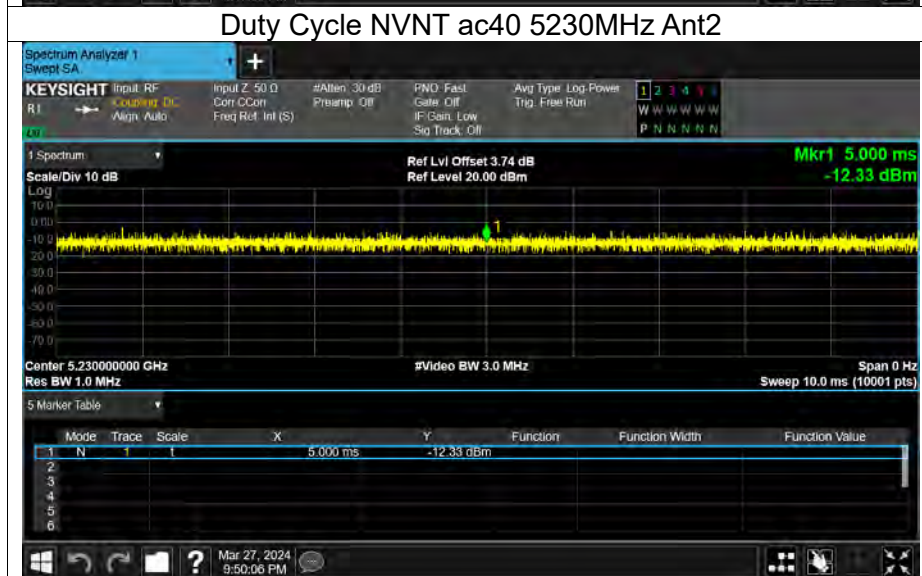 Duty Cycle NVNT ac40 5230MHz Ant2
Spectrum Analyzer 1
Swept SA
+
KEYSIGHT Input: RF Input Z: 50 Ω #Atten: 30 dB PNO: Fast Avg Type: Log-Power 1 2 3 4 5 6
R1 Coupling: DC Corr CCorr Preamp: Off Gate: Off Trig: Free Run W W W W W W
Align: Auto Freq Ref: Int (S) IF Gain: Low
Sig Track: Off P N N N N N
1 Spectrum Ref Lvl Offset 3.74 dB Mkr1 5.000 ms
Scale/Div 10 dB Ref Level 20.00 dBm -12.33 dBm
Log
10.0
0.00
-10.0
-20.0
-30.0
-40.0
-50.0
-60.0
-70.0
1
Center 5.230000000 GHz #Video BW 3.0 MHz Span 0 Hz
Res BW 1.0 MHz Sweep 10.0 ms (10001 pts)
5 Marker Table
Mode Trace Scale X Y Function Function Width Function Value
1 N 1 t 5.000 ms -12.33 dBm
2
3
4
5
6
? Mar 27, 2024
9:50:06 PM